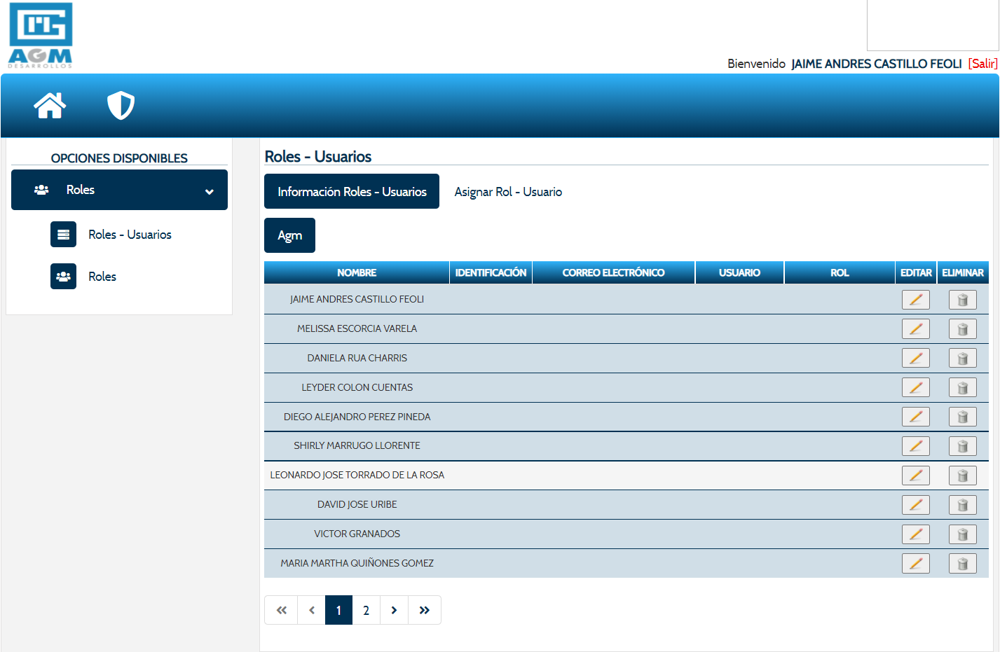 AGM
DESARROLLOS
Bienvenido JAIME ANDRES CASTILLO FEOLI [Salir]
OPCIONES DISPONIBLES
Roles
Roles - Usuarios
Roles
Roles - Usuarios
Información Roles - Usuarios Asignar Rol - Usuario
Agm
NOMBRE IDENTIFICACIÓN CORREO ELECTRÓNICO USUARIO ROL EDITAR ELIMINAR
JAIME ANDRES CASTILLO FEOLI
MELISSA ESCORCIA VARELA
DANIELA RUA CHARRIS
LEYDER COLON CUENTAS
DIEGO ALEJANDRO PEREZ PINEDA
SHIRLY MARRUGO LLORENTE
LEONARDO JOSE TORRADO DE LA ROSA
DAVID JOSE URIBE
VICTOR GRANADOS
MARIA MARTHA QUIÑONES GOMEZ
« ‹ 1 2 › »